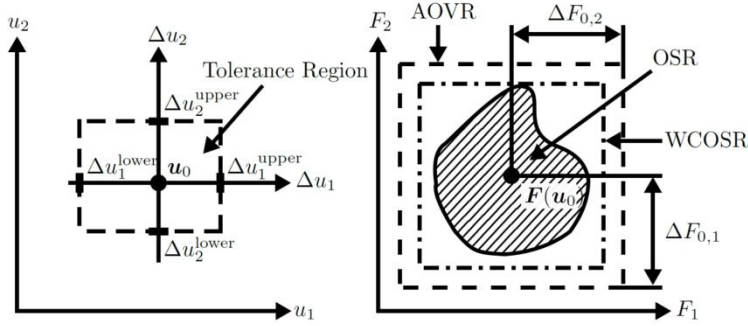 u₂
Δu₂
Tolerance Region
Δu₂ᵘᵖᵖᵉʳ
Δu₁ˡᵒʷᵉʳ
u₀
Δu₁ᵘᵖᵖᵉʳ
Δu₁
Δu₂ˡᵒʷᵉʳ
u₁
F₂
AOVR
ΔF₀,₂
OSR
WCOSR
F(u₀
ΔF₀,₁
F₁